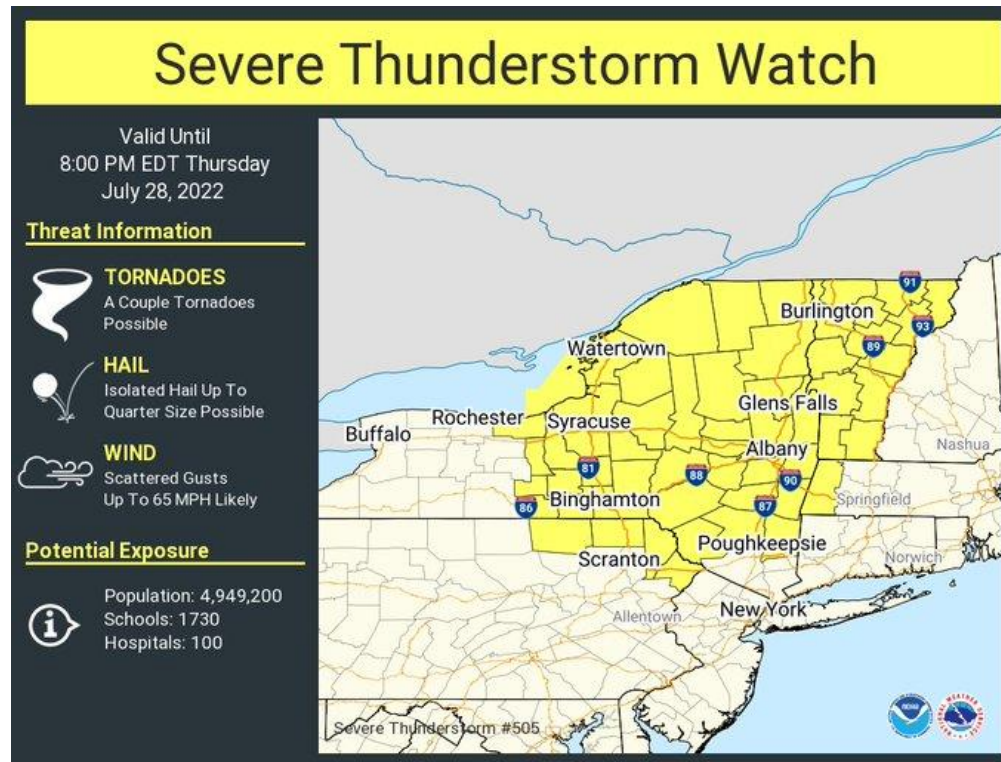 Severe Thunderstorm Watch
Valid Until
8:00 PM EDT Thursday
July 28, 2022
Threat Information
TORNADOES
A Couple Tornadoes
Possible
HAIL
Isolated Hail Up To
Quarter Size Possible
WIND
Scattered Gusts
Up To 65 MPH Likely
Potential Exposure
Population: 4,949,200
Schools: 1730
Hospitals: 100
91
Burlington
93
89
Watertown
Glens Falls
Rochester
Syracuse
Buffalo
Albany
Nashua
81
88
90
Binghamton
86
87
Springfield
Poughkeepsie
Scranton
Norwich
Allentown
New York
Severe Thunderstorm #505
NOAA